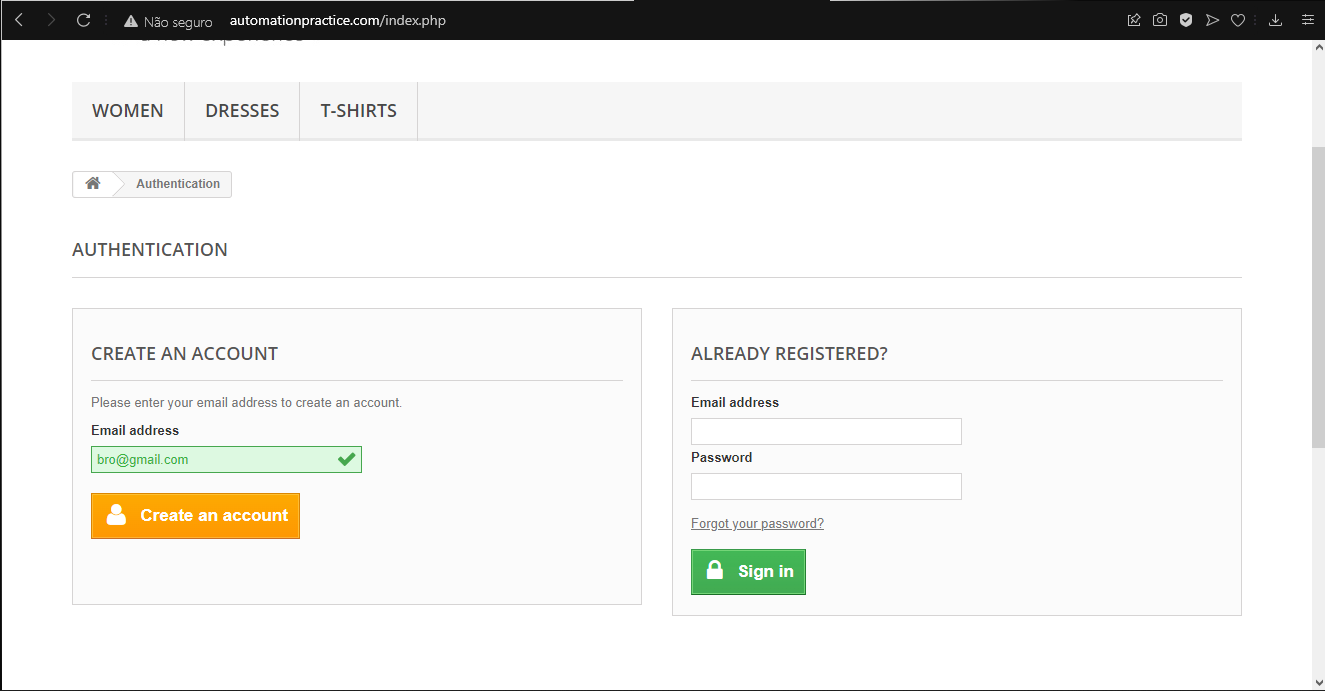 Não seguro automationpractice.com/index.php
a new experience
WOMEN DRESSES T-SHIRTS
Authentication
AUTHENTICATION
CREATE AN ACCOUNT
Please enter your email address to create an account.
Email address
bro@gmail.com
Create an account
ALREADY REGISTERED?
Email address
Password
Forgot your password?
Sign in